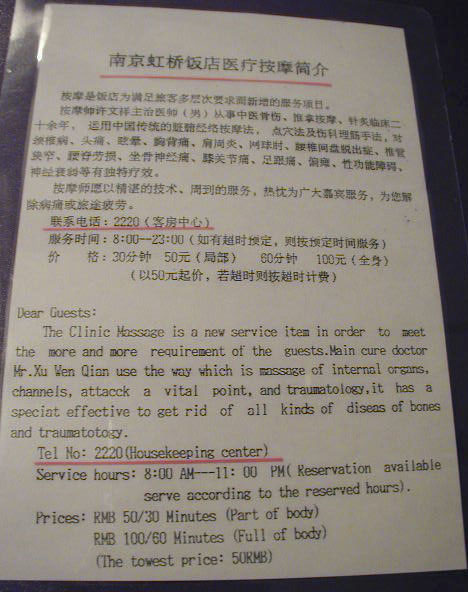 南京虹桥饭店医疗按摩简介
按摩是饭店为满足旅客多层次要求而新增的服务项目。
按摩师许文祥主治医师(男)从事中医骨伤、推拿按摩、针灸临床二
十余年, 运用中国传统的脏腑经络按摩法, 点穴法及伤科理筋手法,对
颈椎病、头痛、眩晕、胸背痛、肩周炎、网球肘、腰椎间盘脱出症、椎管
狭窄、腰脊劳损、坐骨神经痛、膝关节痛、足跟痛、偏瘫、性功能障碍、
神经衰弱等有独特疗效。
按摩师愿以精湛的技术、周到的服务,热忱为广大嘉宾服务,为您解
除病痛或旅途疲劳。
联系电话:2220(客房中心)
服务时间:8:00--23:00(如有超时预定,则按预定时间服务)
价 格:30分钟 50元(局部) 60分钟 100元(全身)
(以50元起价,若超时则按超时计费)
Dear Guests:
The Clinic Massage is a new service item in order to meet
the more and more requirement of the guests.Main cure doctor
Mr.Xu Wen Qian use the way which is massage of internal organs,
channels, attacck a vital point, and traumatology,it has a
speciat effective to get rid of all kinds of diseas of bones
and traumatotogy.
Tel No: 2220(Housekeeping center)
Service hours: 8:00 AM---11: 00 PM( Reservation available
serve according to the reserved hours).
Prices: RMB 50/30 Minutes (Part of body)
RMB 100/60 Minutes (Full of body)
(The towest price: 50RMB)